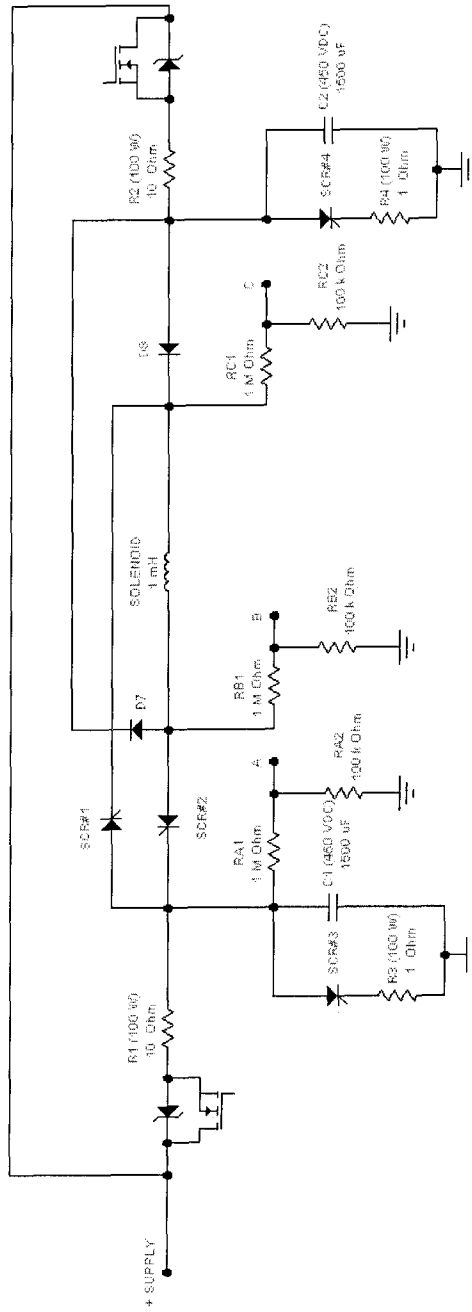 + SUPPLY
R1 (100 W)
10 Ohm
SCR#1
SCR#2
D7
SOLENOID
1 mH
D8
R2 (100 W)
10 Ohm
SCR#3
R3 (100 W)
1 Ohm
C1 (450 VDC)
1500 uF
RA1
1 M Ohm
A
RA2
100 k Ohm
RB1
1 M Ohm
B
RB2
100 k Ohm
RC1
1 M Ohm
C
RC2
100 k Ohm
SCR#4
R4 (100 W)
1 Ohm
C2 (450 VDC)
1500 uF